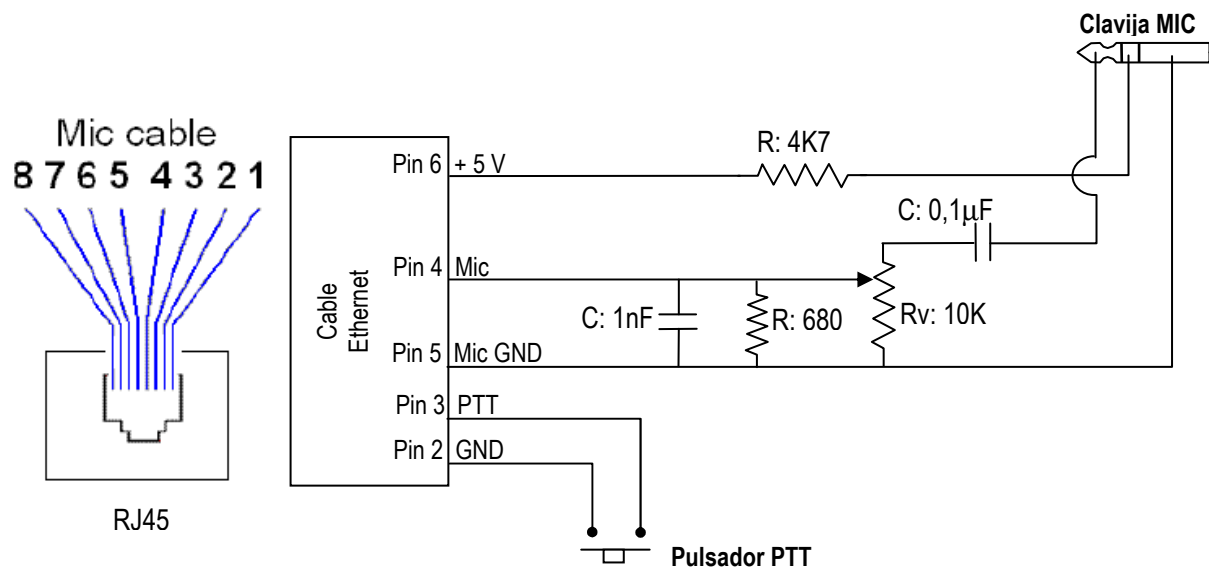 Clavija MIC
Mic cable
8 7 6 5 4 3 2 1
RJ45
Cable
Ethernet
Pin 6 + 5 V
R: 4K7
C: 0,1μF
Pin 4 Mic
C: 1nF
R: 680
Rv: 10K
Pin 5 Mic GND
Pin 3 PTT
Pin 2 GND
Pulsador PTT